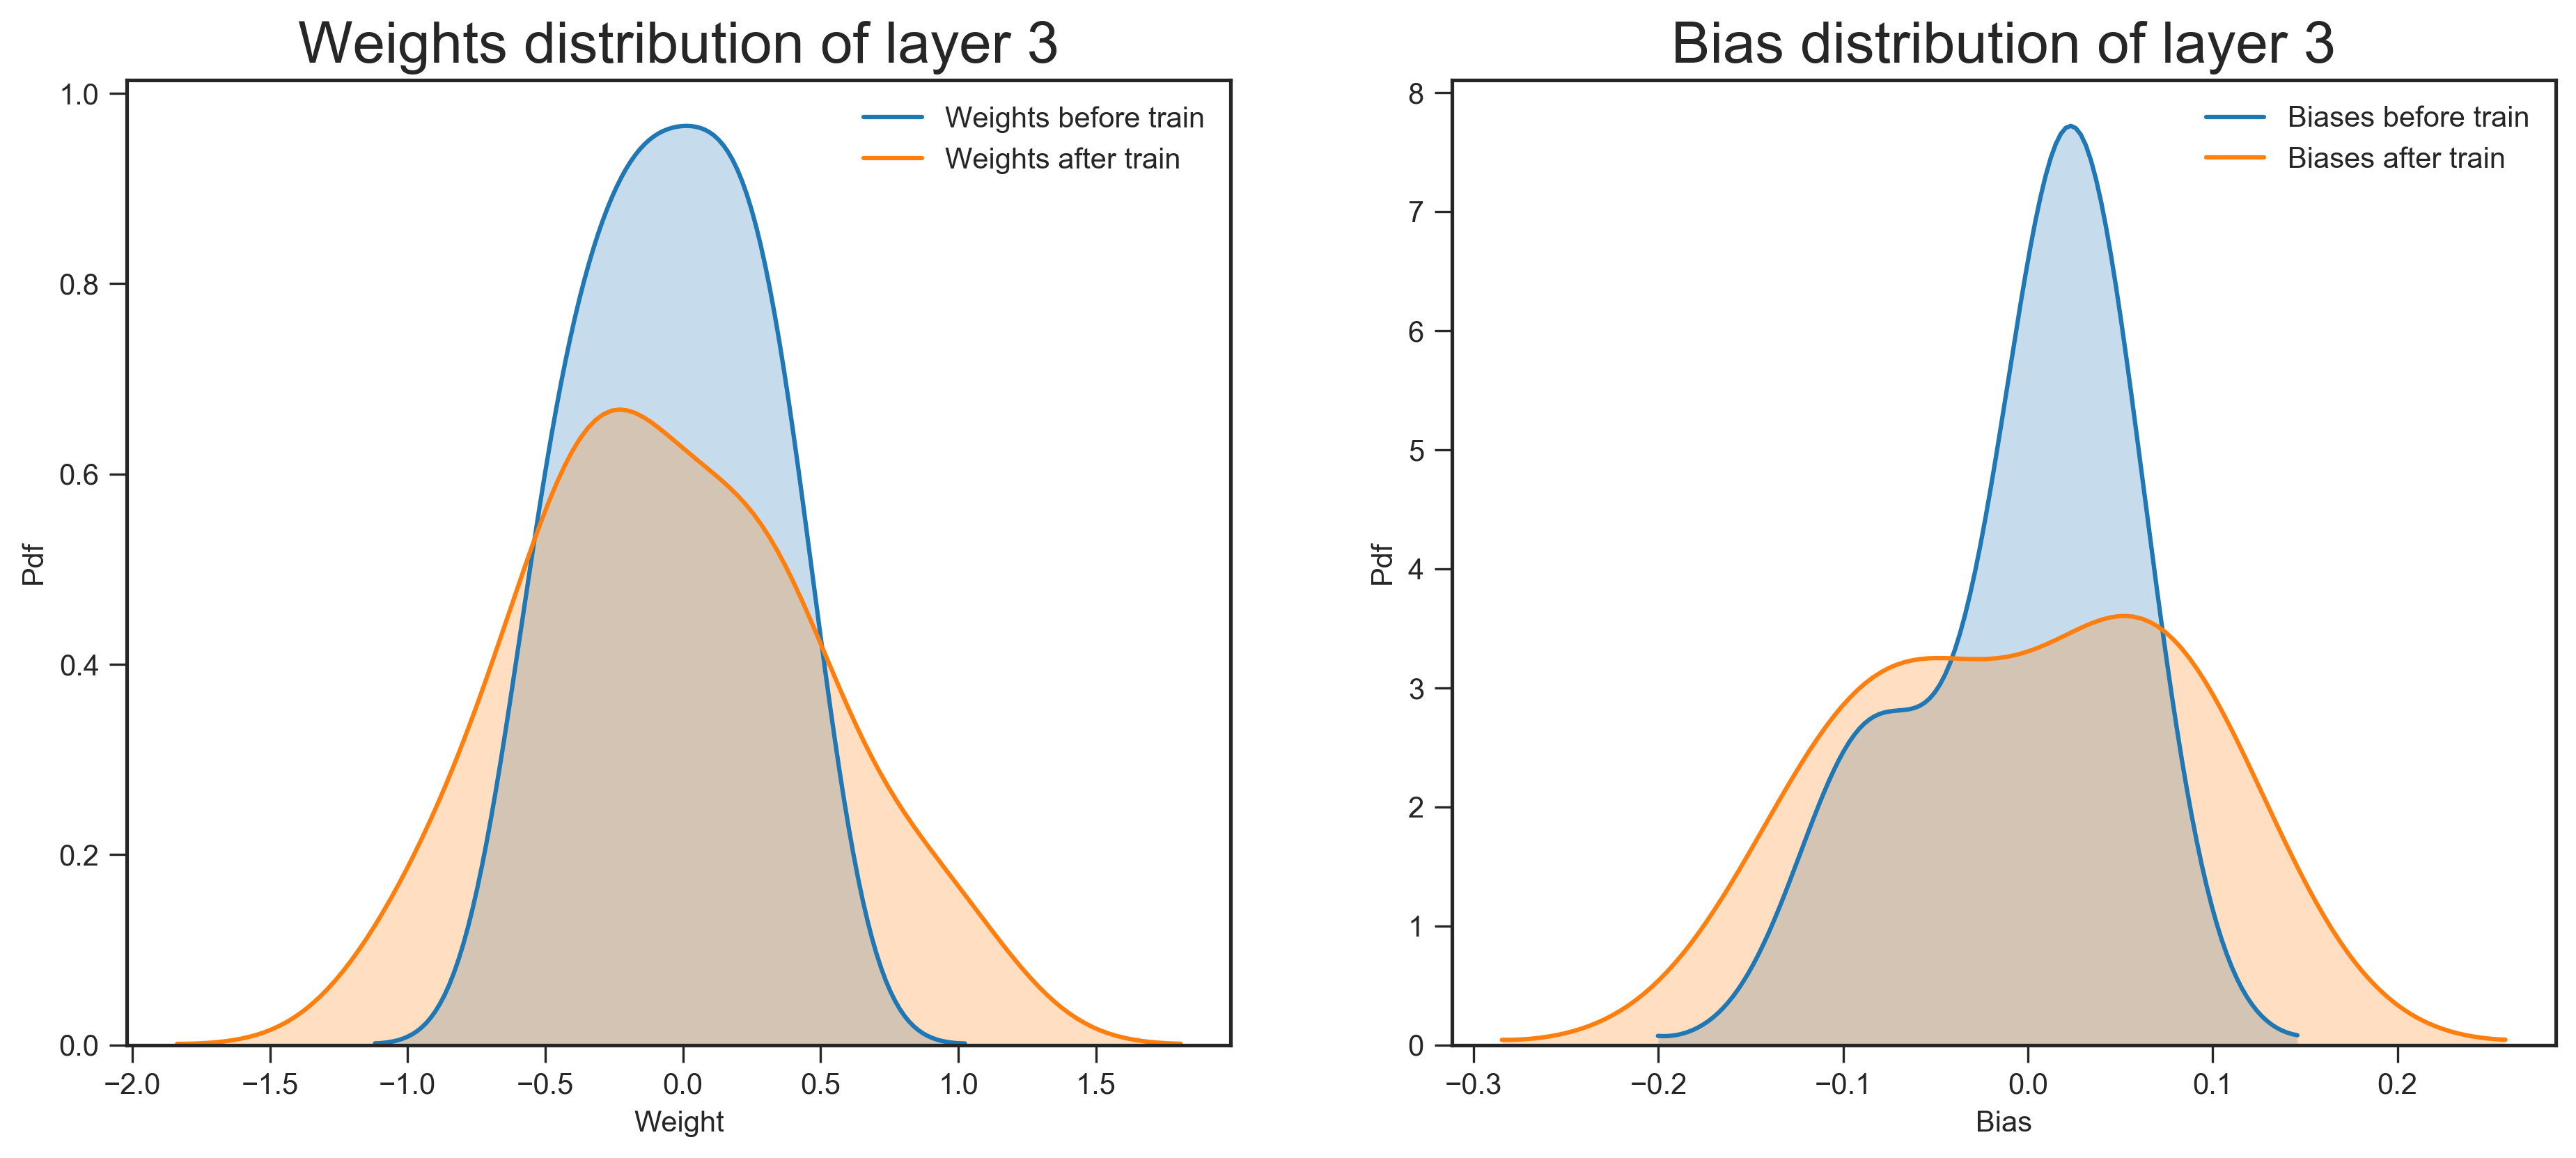 Weights distribution of layer 3
1.0
0.8
0.6
0.4
0.2
0.0
Pdf
−2.0 −1.5 −1.0 −0.5 0.0 0.5 1.0 1.5
Weight
Weights before train
Weights after train
Bias distribution of layer 3
8
7
6
5
4
3
2
1
0
Pdf
−0.3 −0.2 −0.1 0.0 0.1 0.2
Bias
Biases before train
Biases after train